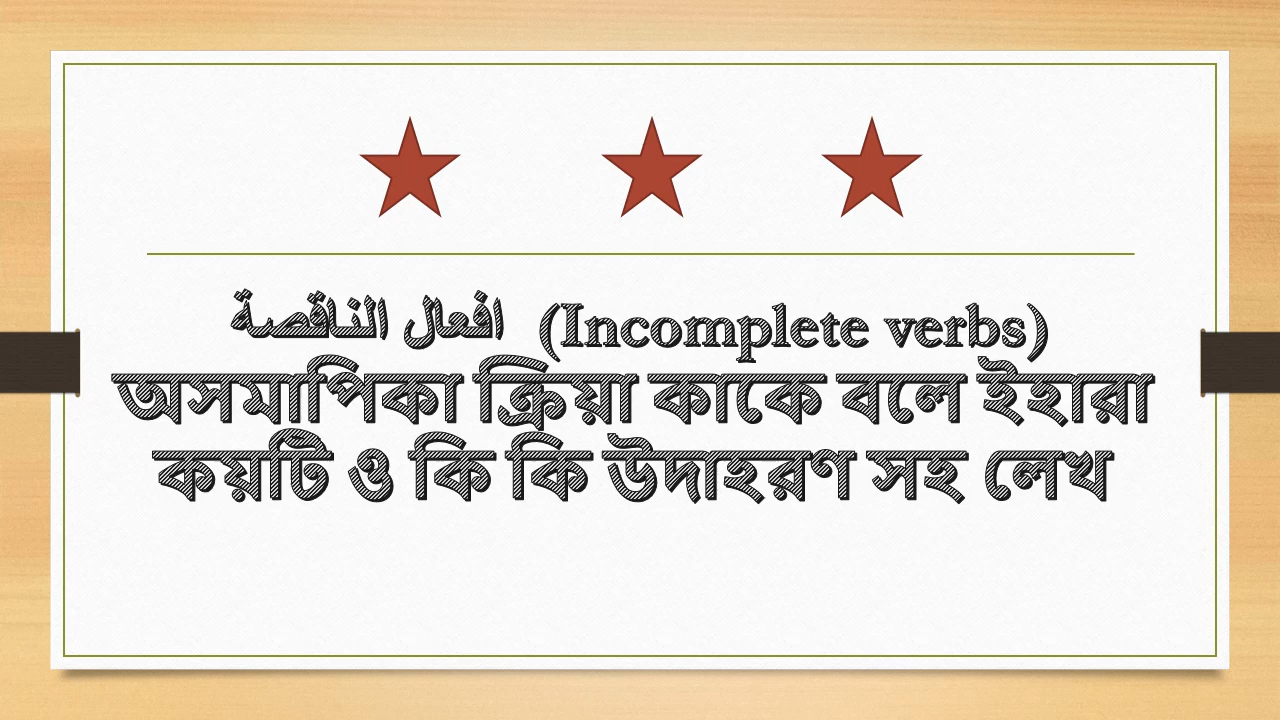 افعال الناقصة (Incomplete verbs)
অসমাপিকা ক্রিয়া কাকে বলে ইহারা
কয়টি ও কি কি উদাহরণ সহ লেখ